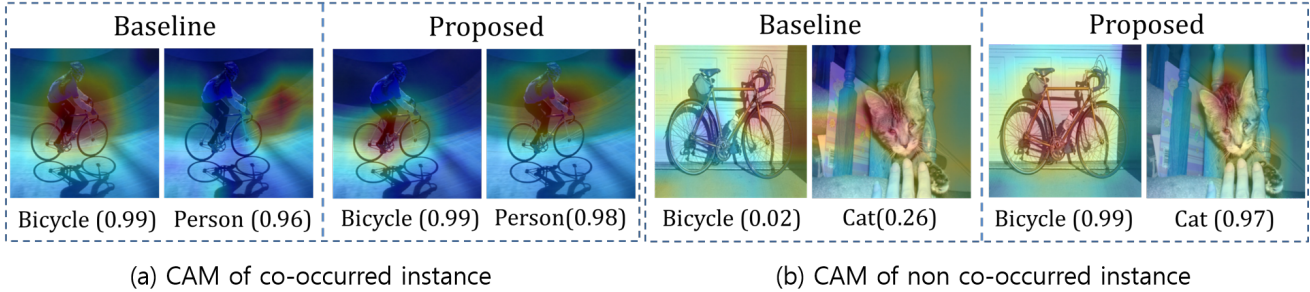 Baseline
Proposed
Baseline
Proposed
Bicycle (0.99)
Person (0.96)
Bicycle (0.99)
Person(0.98)
Bicycle (0.02)
Cat(0.26)
Bicycle (0.99)
Cat (0.97)
(a) CAM of co-occurred instance
(b) CAM of non co-occurred instance